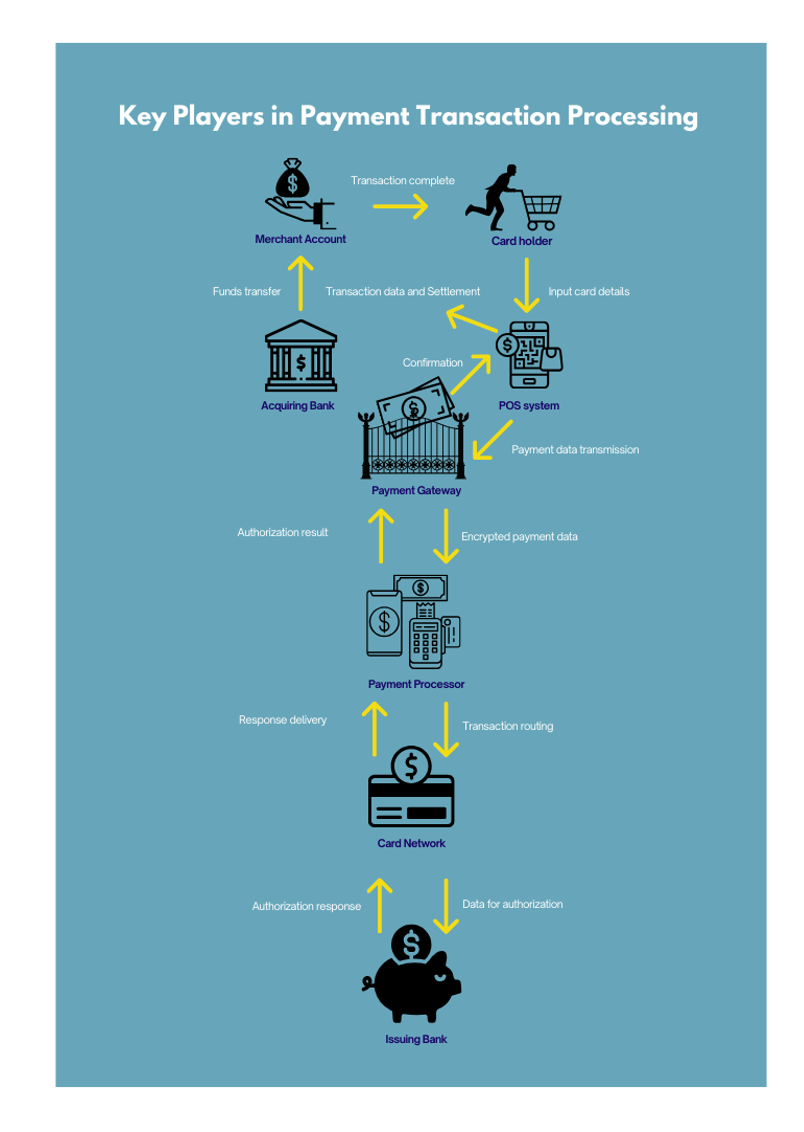 Key Players in Payment Transaction Processing
Transaction complete
Merchant Account
Card holder
Funds transfer
Transaction data and Settlement
Input card details
Confirmation
Acquiring Bank
POS system
Payment data transmission
Payment Gateway
Authorization result
Encrypted payment data
Payment Processor
Response delivery
Transaction routing
Card Network
Authorization response
Data for authorization
Issuing Bank